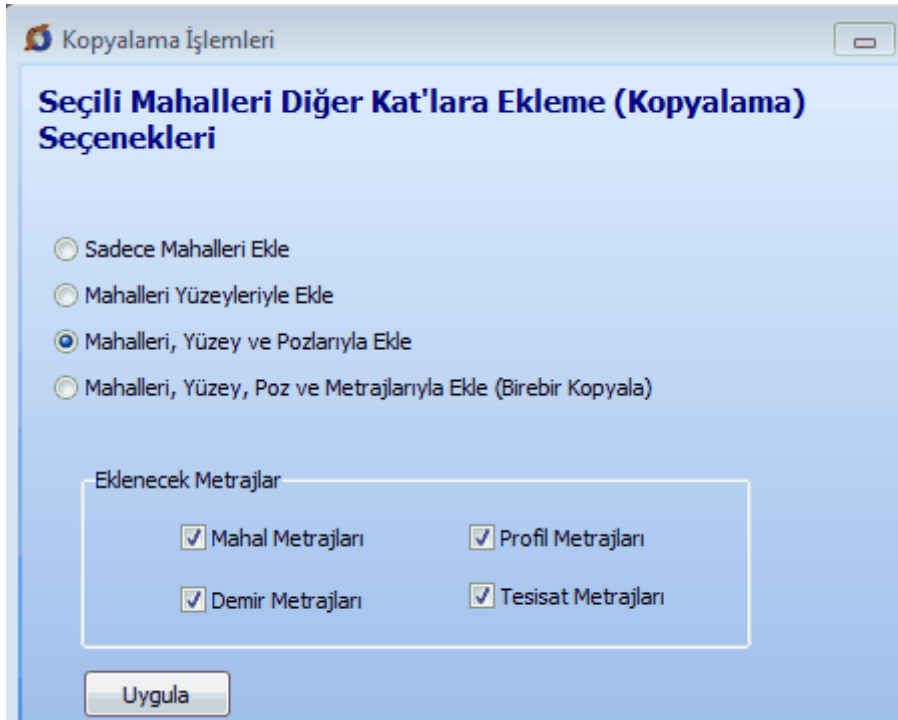 Kopyalama İşlemleri
Seçili Mahalleri Diğer Kat'lara Ekleme (Kopyalama)
Seçenekleri
Sadece Mahalleri Ekle
Mahalleri Yüzeyleriyle Ekle
Mahalleri, Yüzey ve Pozlarıyla Ekle
Mahalleri, Yüzey, Poz ve Metrajlarıyla Ekle (Birebir Kopyala)
Eklenecek Metrajlar
Mahal Metrajları
Profil Metrajları
Demir Metrajları
Tesisat Metrajları
Uygula